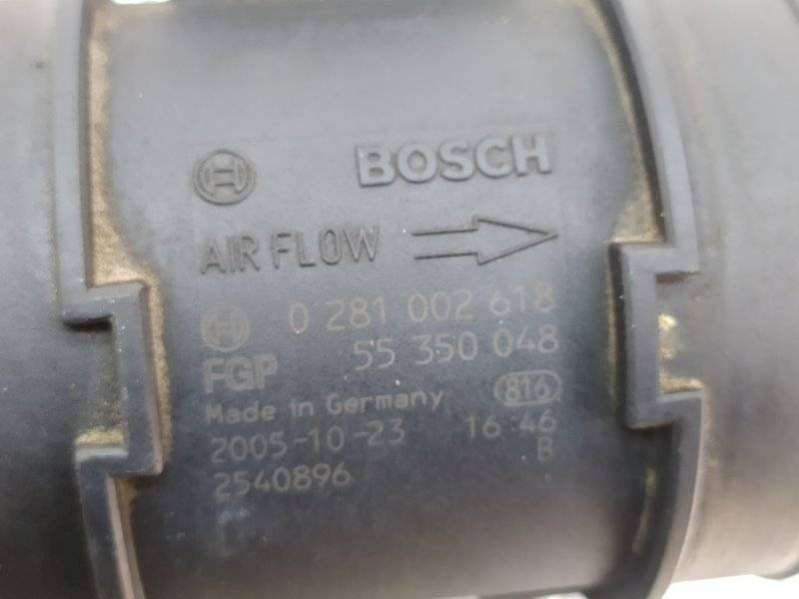 BOSCH
AIR FLOW
0 281 002 618
FGP 55 350 048
Made in Germany 816
2005-10-23 16 46
2540896 B